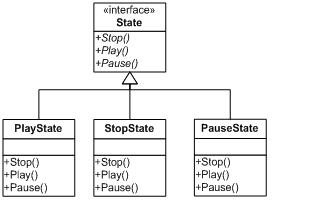 «interface»
State
+Stop()
+Play()
+Pause()
PlayState
+Stop()
+Play()
+Pause()
StopState
+Stop()
+Play()
+Pause()
PauseState
+Stop()
+Play()
+Pause()